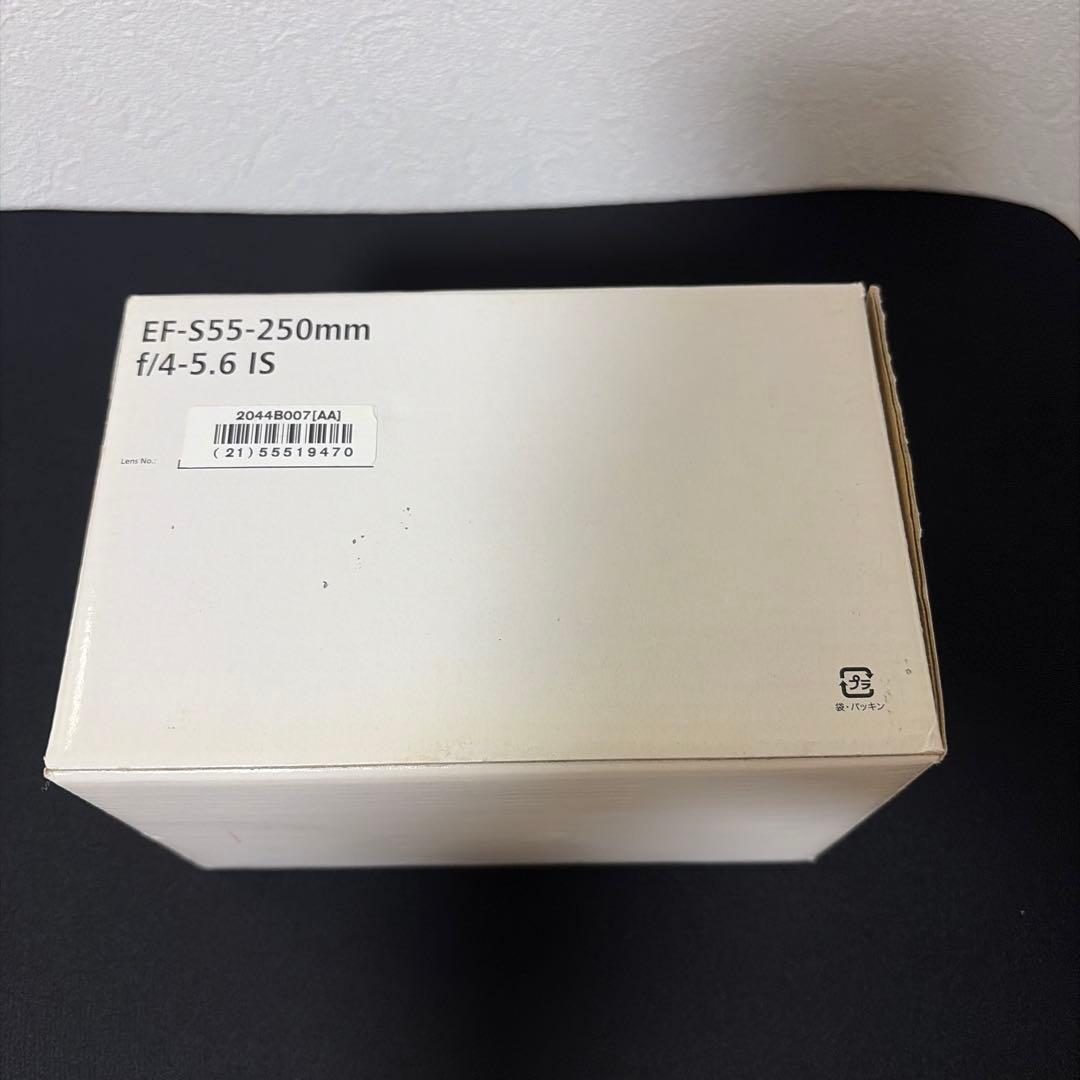 EF-S55-250mm
f/4-5.6 IS
2044B007[AA]
Lens No.:
(21)55519470
プラ
袋・パッキン